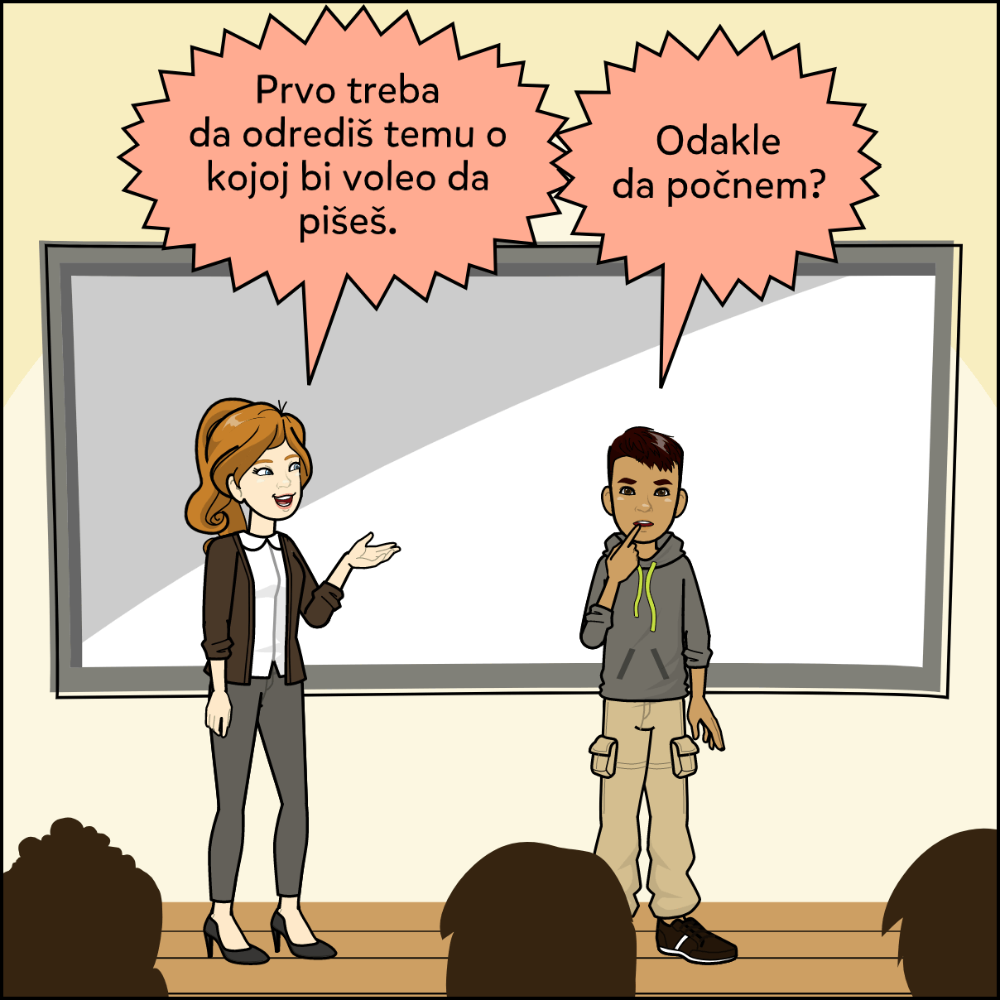 Prvo treba
da odrediš temu o
kojoj bi voleo da
pišeš.
Odakle
da počnem?